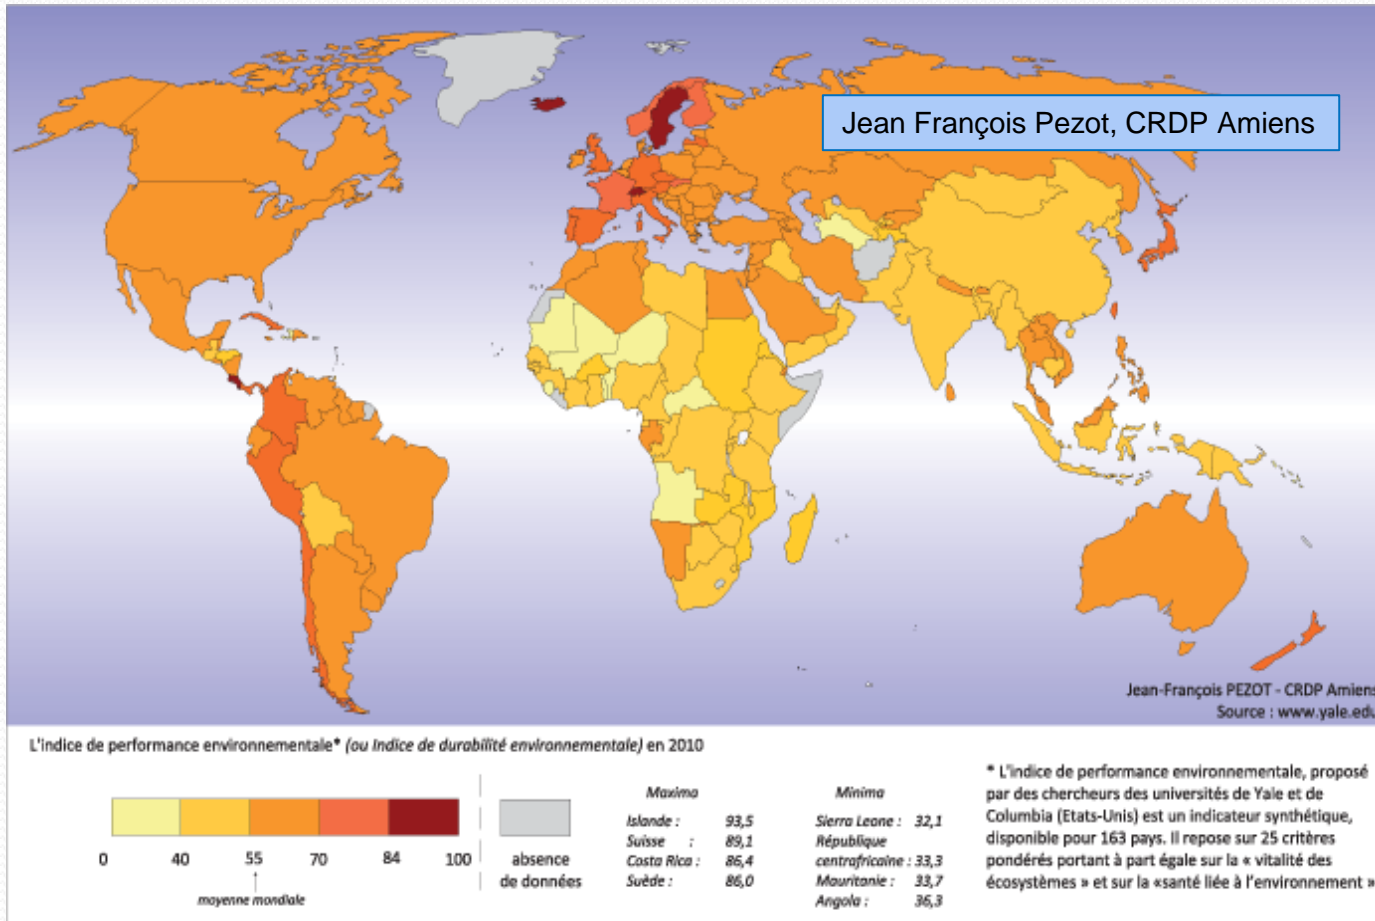 Jean François Pezot, CRDP Amiens
Jean-François PEZOT - CRDP Amiens
Source : www.yale.edu
L'indice de performance environnementale* (ou Indice de durabilité environnementale) en 2010
0 40 55 70 84 100
moyenne mondiale
absence
de données
Maxima
Islande : 93,5
Suisse : 89,1
Costa Rica : 86,4
Suède : 86,0
Minima
Sierra Leone : 32,1
République
centrafricaine : 33,3
Mauritanie : 33,7
Angola : 36,3
* L'indice de performance environnementale, proposé
par des chercheurs des universités de Yale et de
Columbia (Etats-Unis) est un indicateur synthétique,
disponible pour 163 pays. Il repose sur 25 critères
pondérés portant à part égale sur la « vitalité des
écosystèmes » et sur la «santé liée à l'environnement »